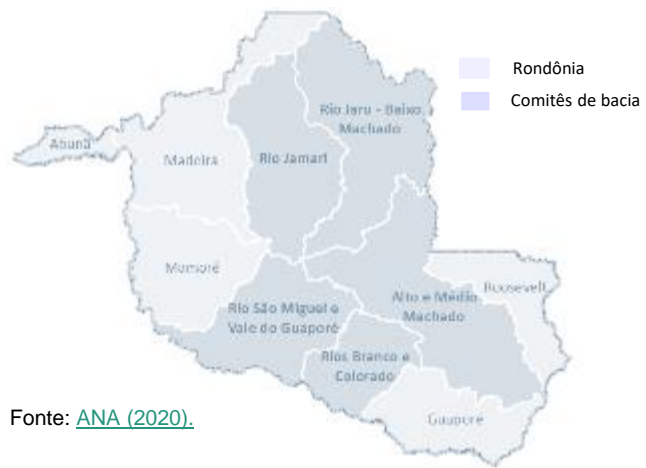 Rondônia
Comitês de bacia
Rio Jaru - Baixo
Machado
Abunã
Madeira
Rio Jamari
Mamoré
Roosevelt
Alto e Médio
Machado
Rio São Miguel e
Vale do Guaporé
Rios Branco e
Colorado
Guaporé
Fonte: ANA (2020).